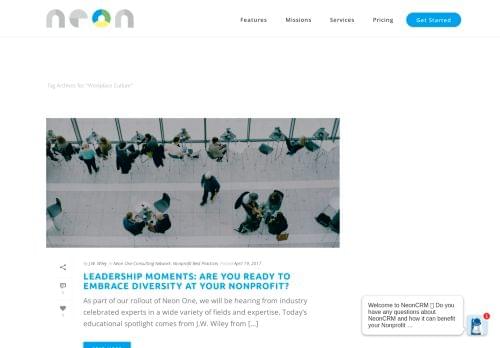 neon
Features
Missions
Services
Pricing
Get Started
Tag Archives for: "Workplace Culture"
By J.W. Wiley In Neon One Consulting Network, Nonprofit Best Practices Posted April 19, 2017
LEADERSHIP MOMENTS: ARE YOU READY TO
EMBRACE DIVERSITY AT YOUR NONPROFIT?
As part of our rollout of Neon One, we will be hearing from industry
celebrated experts in a wide variety of fields and expertise. Today's
educational spotlight comes from J.W. Wiley from [...]
Welcome to NeonCRM ▯ Do you
have any questions about
NeonCRM and how it can benefit
your Nonprofit ...
1